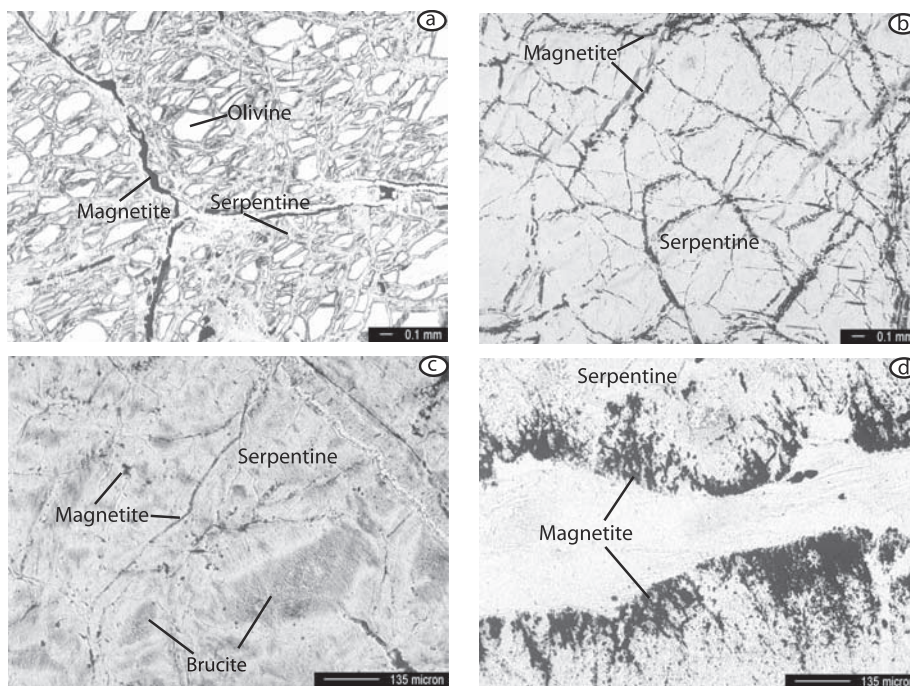 a
Olivine
Magnetite
Serpentine
0.1 mm
b
Magnetite
Serpentine
0.1 mm
c
Serpentine
Magnetite
Brucite
135 micron
d
Serpentine
Magnetite
135 micron